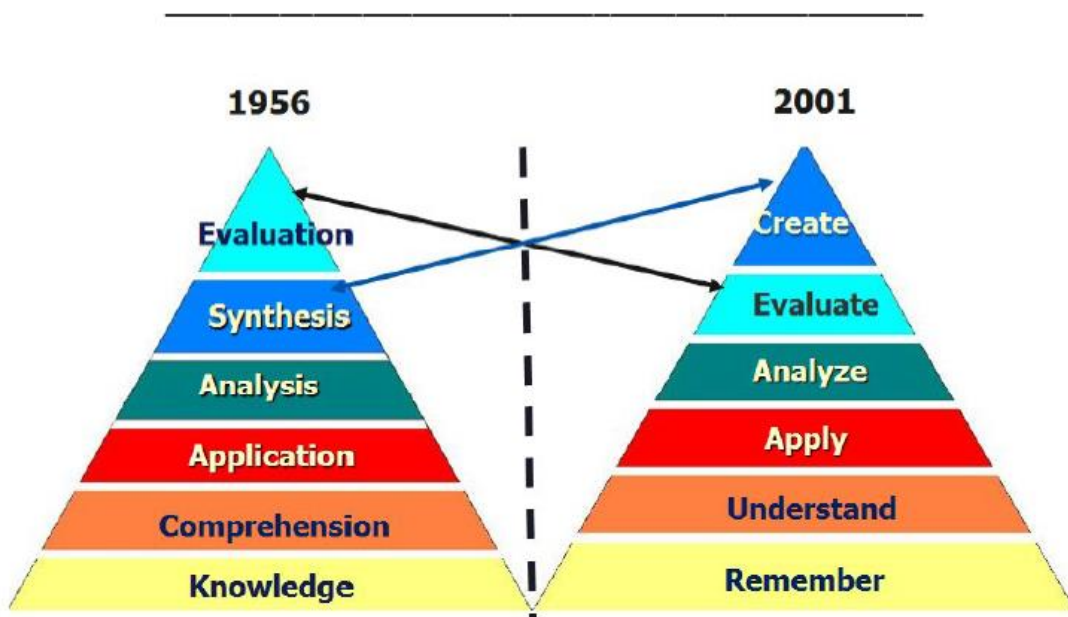 1956
2001
Evaluation
Synthesis
Analysis
Application
Comprehension
Knowledge
Create
Evaluate
Analyze
Apply
Understand
Remember